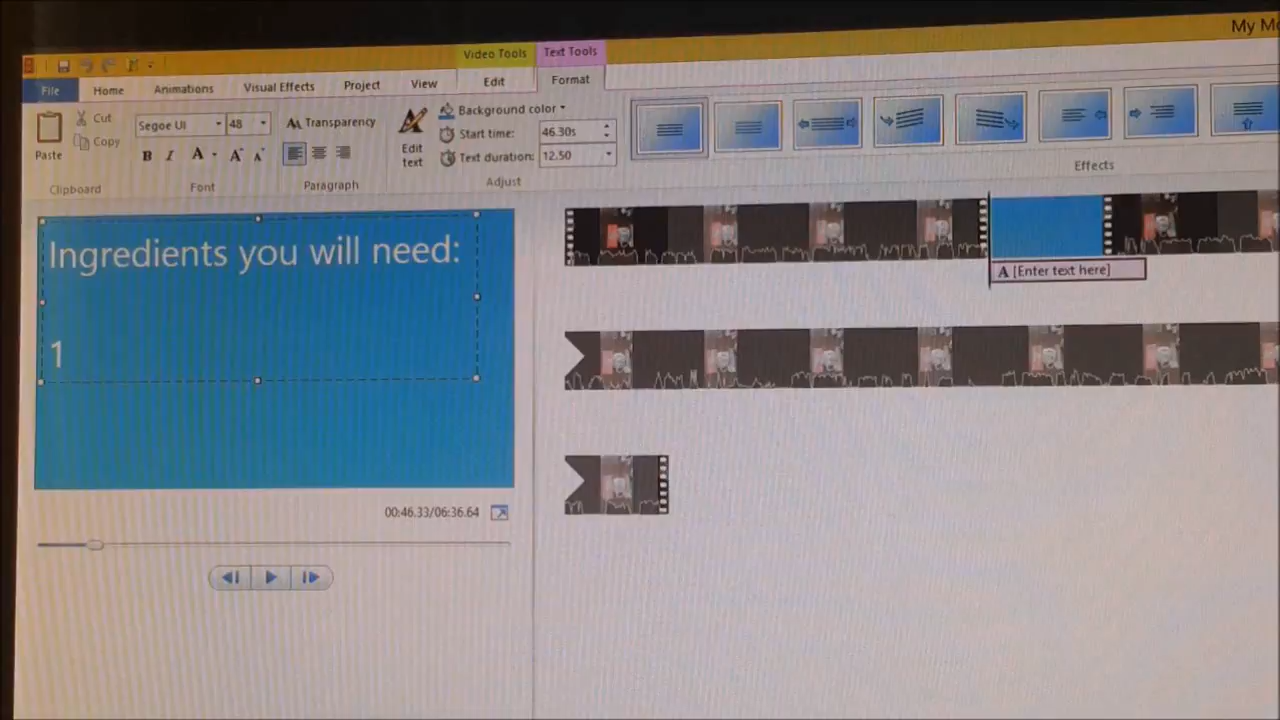 My Mo
Video Tools
Text Tools
File
Home
Animations
Visual Effects
Project
View
Edit
Format
Paste
Cut
Copy
Clipboard
Segoe UI
48
B I A A A
Font
Transparency
Paragraph
Edit text
Background color
Start time: 46.30s
Text duration: 12.50
Adjust
Effects
Ingredients you will need:
1
A [Enter text here]
00:46.33/06:36.64